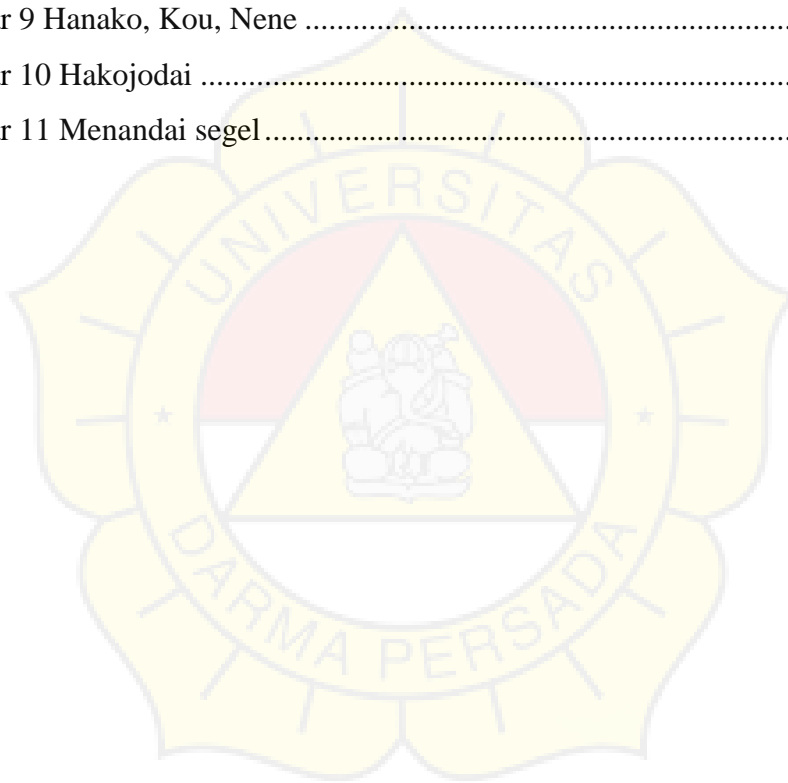 r 9 Hanako, Kou, Nene ................................................................
r 10 Hakojodai ................................................................
r 11 Menandai segel ................................................................
UNIVERSITAS
DARMA PERSADA